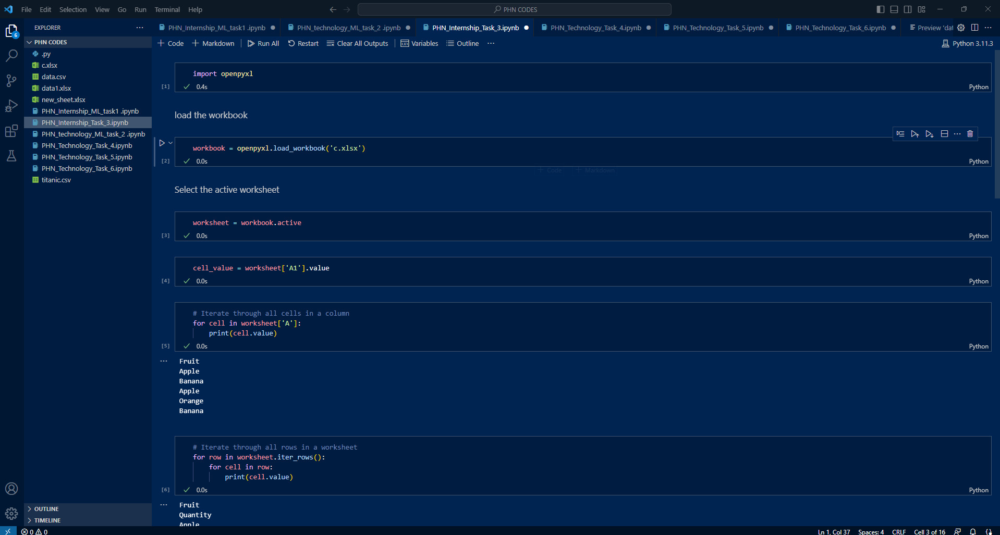 File Edit Selection View Go Run Terminal Help
PHN CODES
EXPLORER
PHN_Internship_ML_task1 .ipynb
PHN_technology_ML_task_2 .ipynb
PHN_Internship_Task_3.ipynb
PHN_Technology_Task_4.ipynb
PHN_Technology_Task_5.ipynb
PHN_Technology_Task_6.ipynb
Preview 'dat
PHN CODES
Code Markdown Run All Restart Clear All Outputs Variables Outline
Python 3.11.3
.py
c.xlsx
data.csv
data1.xlsx
new_sheet.xlsx
PHN_Internship_ML_task1 .ipynb
PHN_Internship_Task_3.ipynb
PHN_technology_ML_task_2 .ipynb
PHN_Technology_Task_4.ipynb
PHN_Technology_Task_5.ipynb
PHN_Technology_Task_6.ipynb
titanic.csv
6
import openpyxl
[1] 0.4s Python
load the workbook
workbook = openpyxl.load_workbook('c.xlsx')
[2] 0.0s Python
Code Markdown
Select the active worksheet
worksheet = workbook.active
[3] 0.0s Python
cell_value = worksheet['A1'].value
[4] 0.0s Python
# Iterate through all cells in a column
for cell in worksheet['A']:
print(cell.value)
[5] 0.0s Python
Fruit
Apple
Banana
Apple
Orange
Banana
# Iterate through all rows in a worksheet
for row in worksheet.iter_rows():
for cell in row:
print(cell.value)
[6] 0.0s Python
Fruit
Quantity
Apple
OUTLINE
TIMELINE
0 0
Ln 1, Col 37 Spaces: 4 CRLF Cell 3 of 16